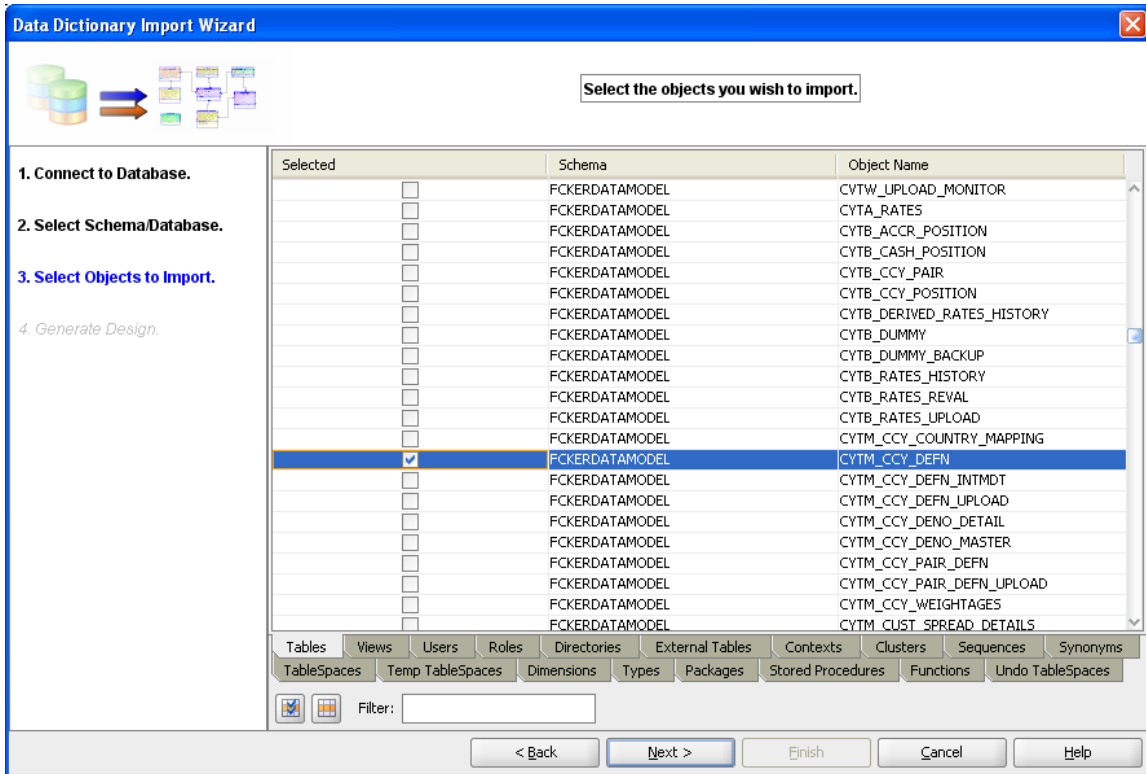 Data Dictionary Import Wizard
Select the objects you wish to import.
1. Connect to Database.
2. Select Schema/Database.
3. Select Objects to Import.
4. Generate Design.
Selected Schema Object Name
FCKERDATAMODEL CVTW_UPLOAD_MONITOR
FCKERDATAMODEL CYTA_RATES
FCKERDATAMODEL CYTB_ACCR_POSITION
FCKERDATAMODEL CYTB_CASH_POSITION
FCKERDATAMODEL CYTB_CCY_PAIR
FCKERDATAMODEL CYTB_CCY_POSITION
FCKERDATAMODEL CYTB_DERIVED_RATES_HISTORY
FCKERDATAMODEL CYTB_DUMMY
FCKERDATAMODEL CYTB_DUMMY_BACKUP
FCKERDATAMODEL CYTB_RATES_HISTORY
FCKERDATAMODEL CYTB_RATES_REVAL
FCKERDATAMODEL CYTB_RATES_UPLOAD
FCKERDATAMODEL CYTM_CCY_COUNTRY_MAPPING
FCKERDATAMODEL CYTM_CCY_DEFN
FCKERDATAMODEL CYTM_CCY_DEFN_INTMDT
FCKERDATAMODEL CYTM_CCY_DEFN_UPLOAD
FCKERDATAMODEL CYTM_CCY_DENO_DETAIL
FCKERDATAMODEL CYTM_CCY_DENO_MASTER
FCKERDATAMODEL CYTM_CCY_PAIR_DEFN
FCKERDATAMODEL CYTM_CCY_PAIR_DEFN_UPLOAD
FCKERDATAMODEL CYTM_CCY_WEIGHTAGES
FCKERDATAMODEL CYTM_CUST_SPREAD_DETAILS
Tables Views Users Roles Directories External Tables Contexts Clusters Sequences Synonyms
TableSpaces Temp TableSpaces Dimensions Types Packages Stored Procedures Functions Undo TableSpaces
Filter:
< Back Next > Finish Cancel Help